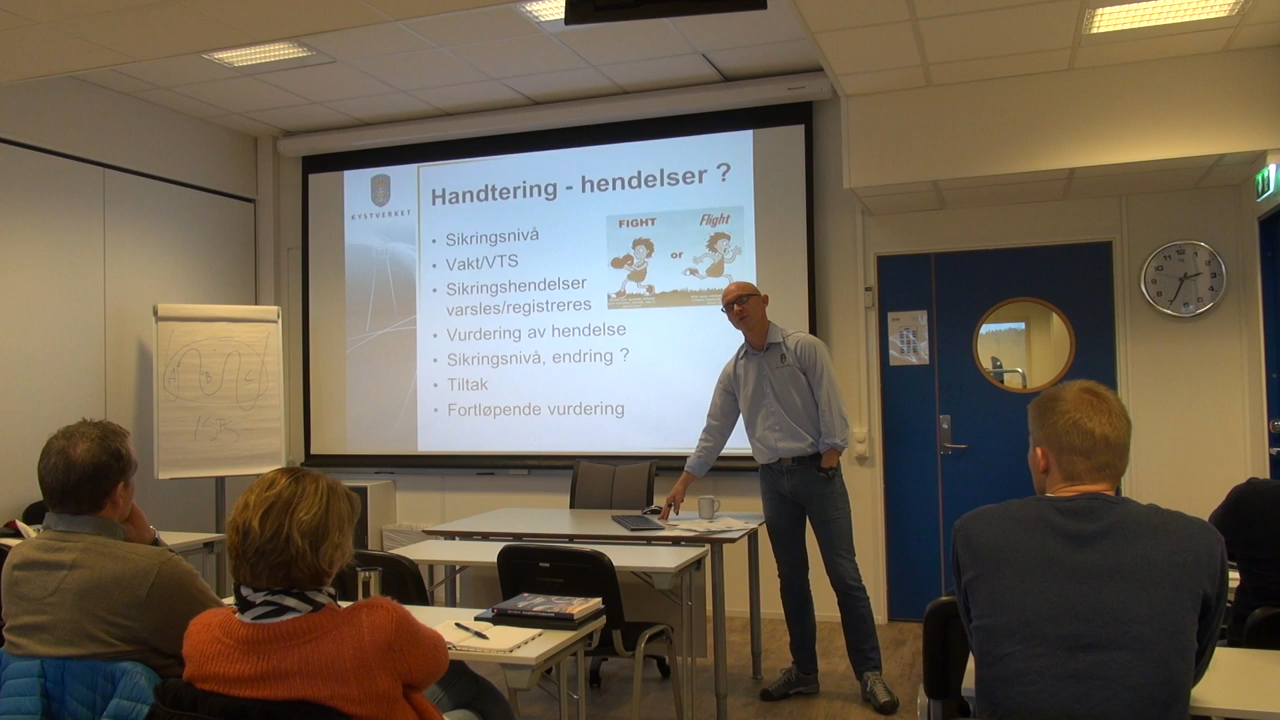 KYSTVERKET
Handtering - hendelser ?
• Sikringsnivå
• Vakt/VTS
• Sikringshendelser
varsles/registreres
• Vurdering av hendelse
• Sikringsnivå, endring ?
• Tiltak
• Fortløpende vurdering
FIGHT
or
Flight
A B C